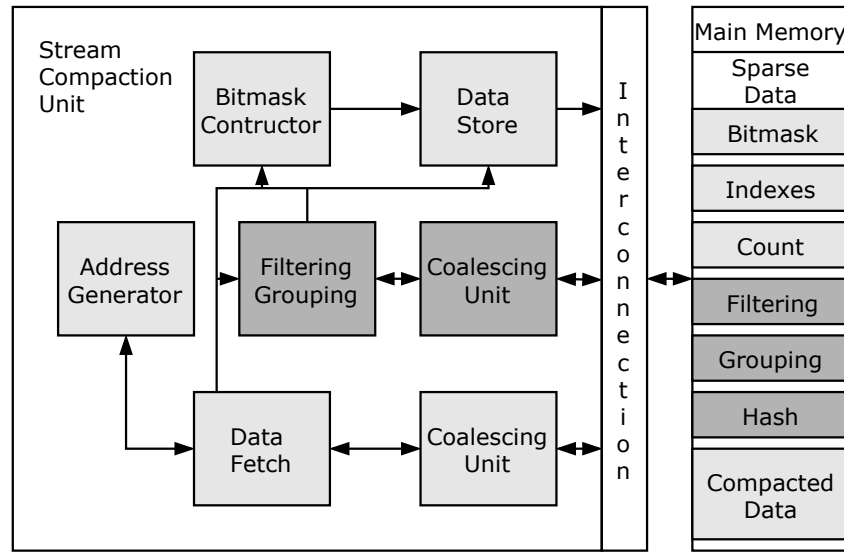 Stream
Compaction
Unit
Bitmask
Contructor
Data
Store
Address
Generator
Filtering
Grouping
Coalescing
Unit
Data
Fetch
Coalescing
Unit
Interconnection
Main Memory
Sparse
Data
Bitmask
Indexes
Count
Filtering
Grouping
Hash
Compacted
Data